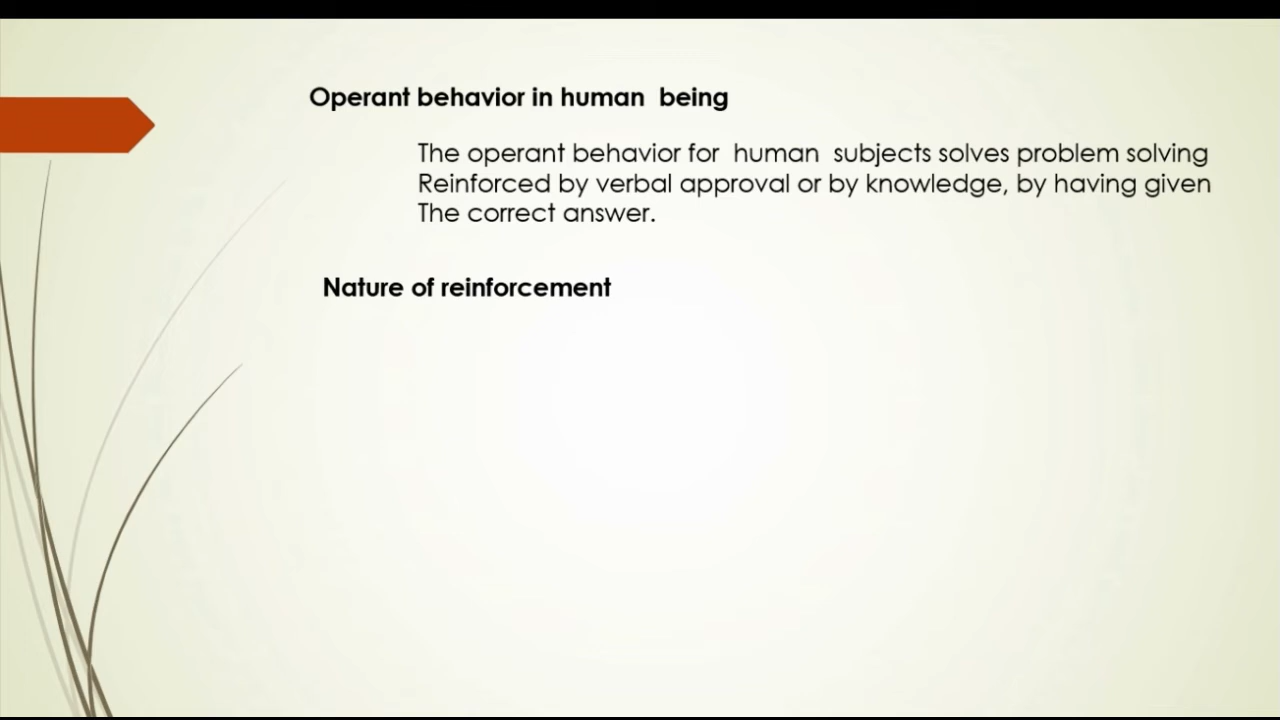 Operant behavior in human being
The operant behavior for human subjects solves problem solving
Reinforced by verbal approval or by knowledge, by having given
The correct answer.
Nature of reinforcement